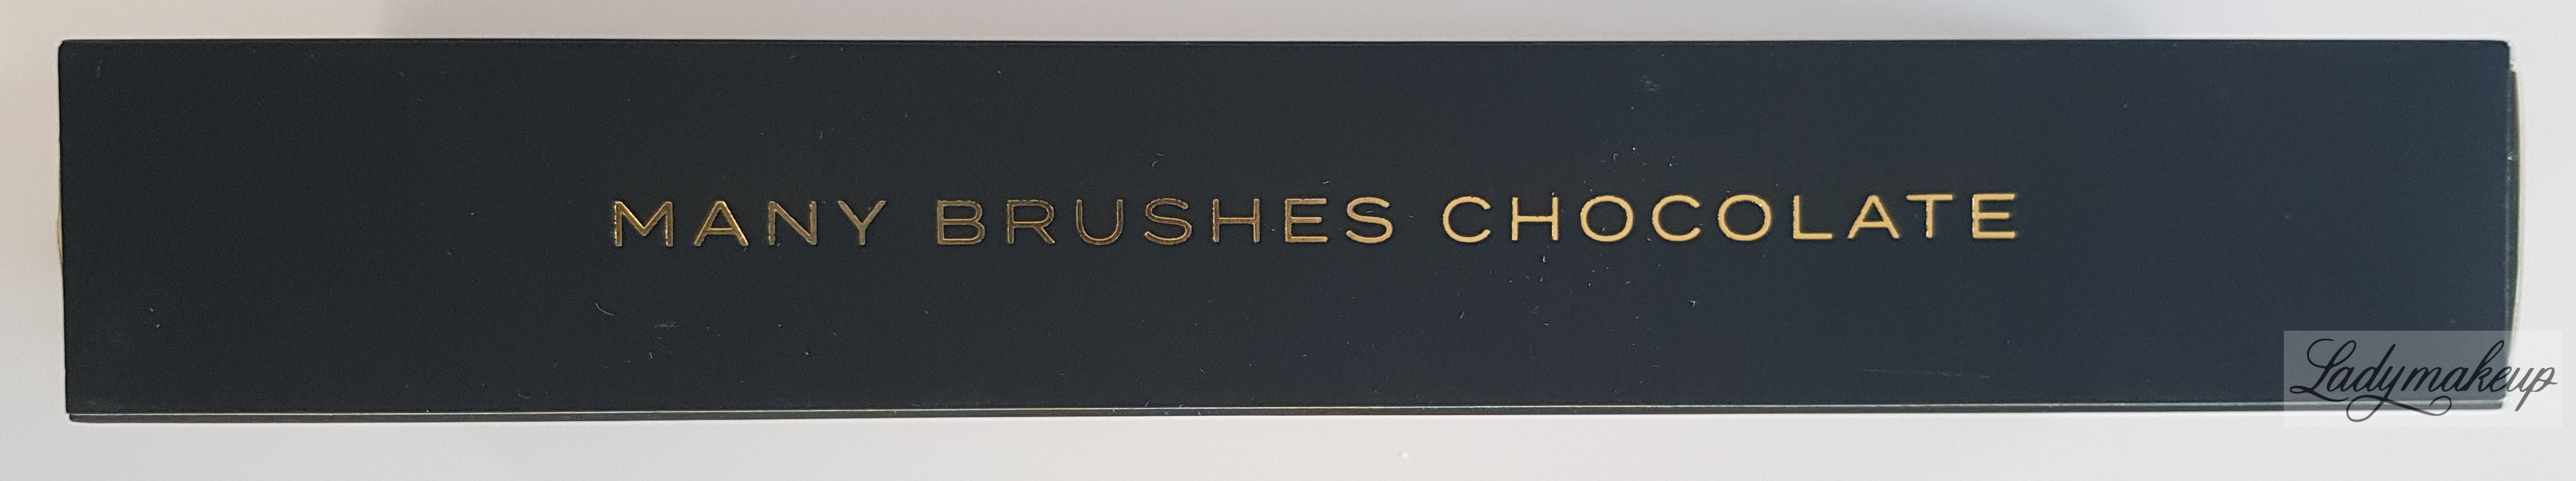 MANY BRUSHES CHOCOLATE
Ladymakeup